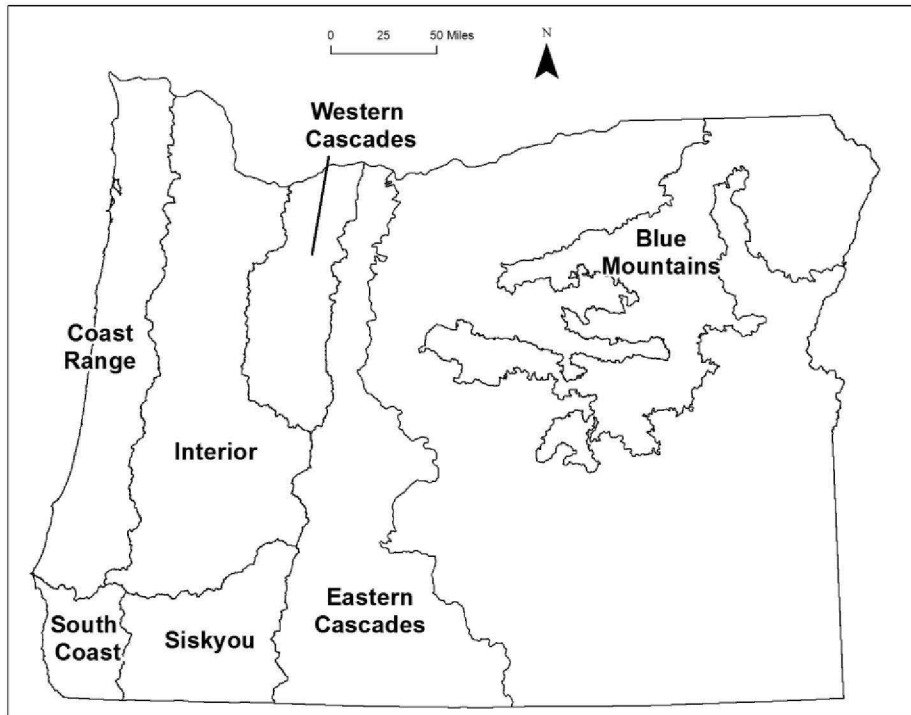 0 25 50 Miles
N
Western
Cascades
Blue
Mountains
Coast
Range
Interior
Eastern
Cascades
South
Coast
Siskyou